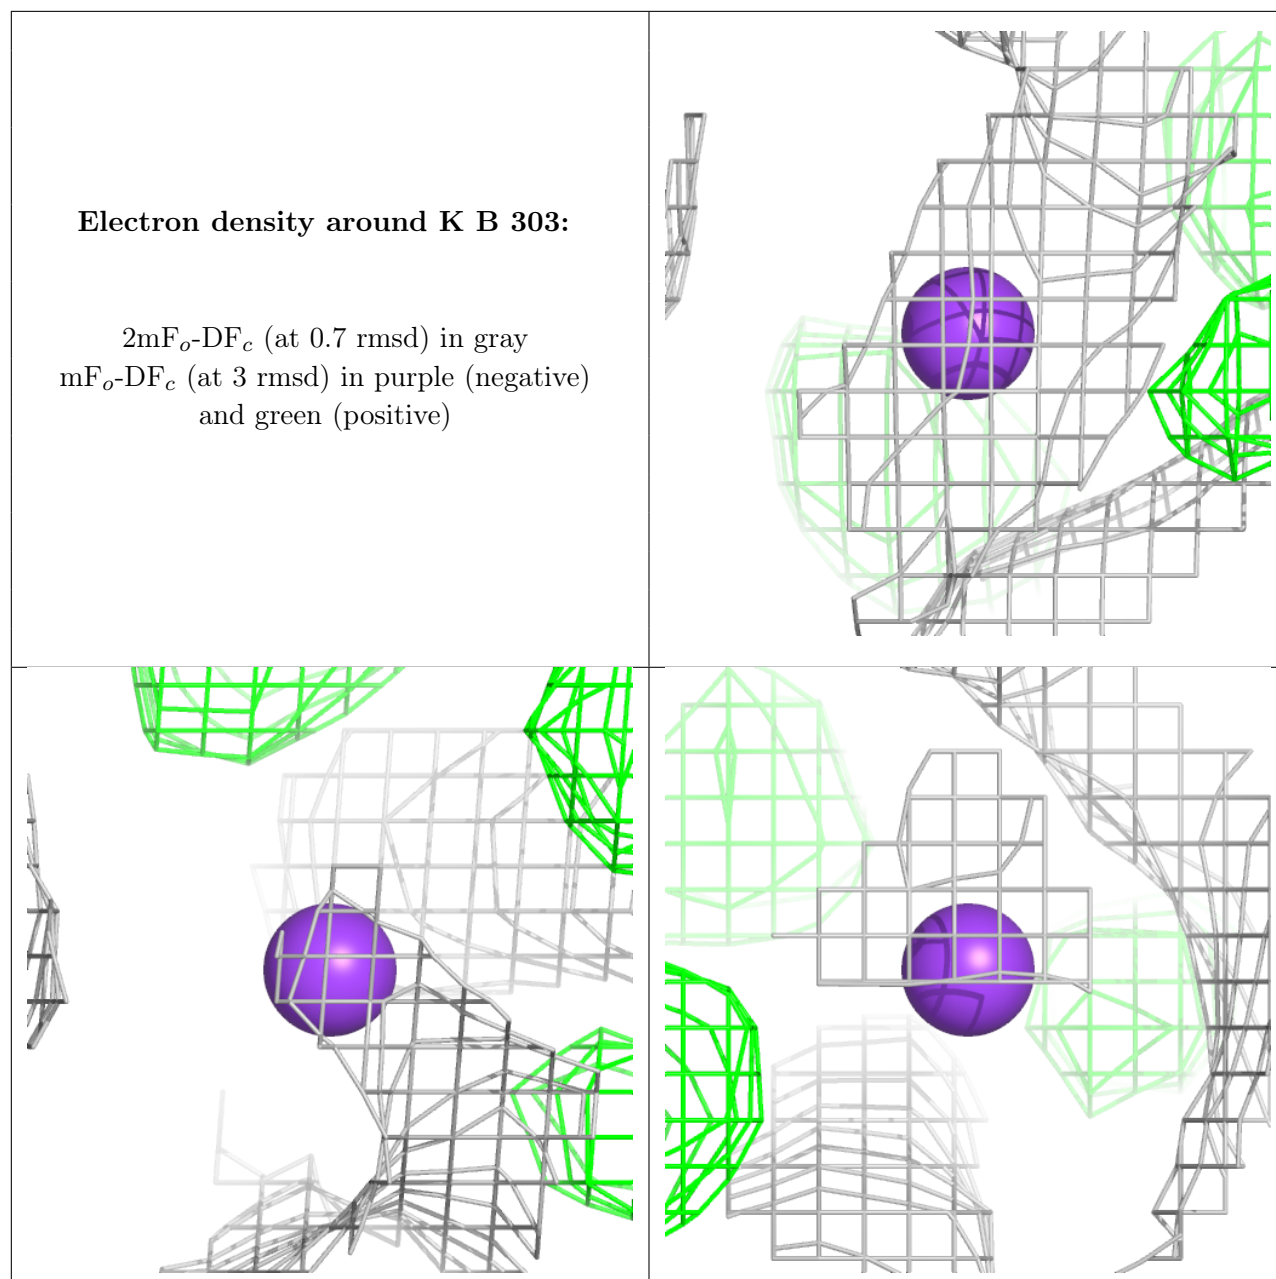 Electron density around K B 303:
2mF𝑜-DF𝑐 (at 0.7 rmsd) in gray
mF𝑜-DF𝑐 (at 3 rmsd) in purple (negative)
and green (positive)